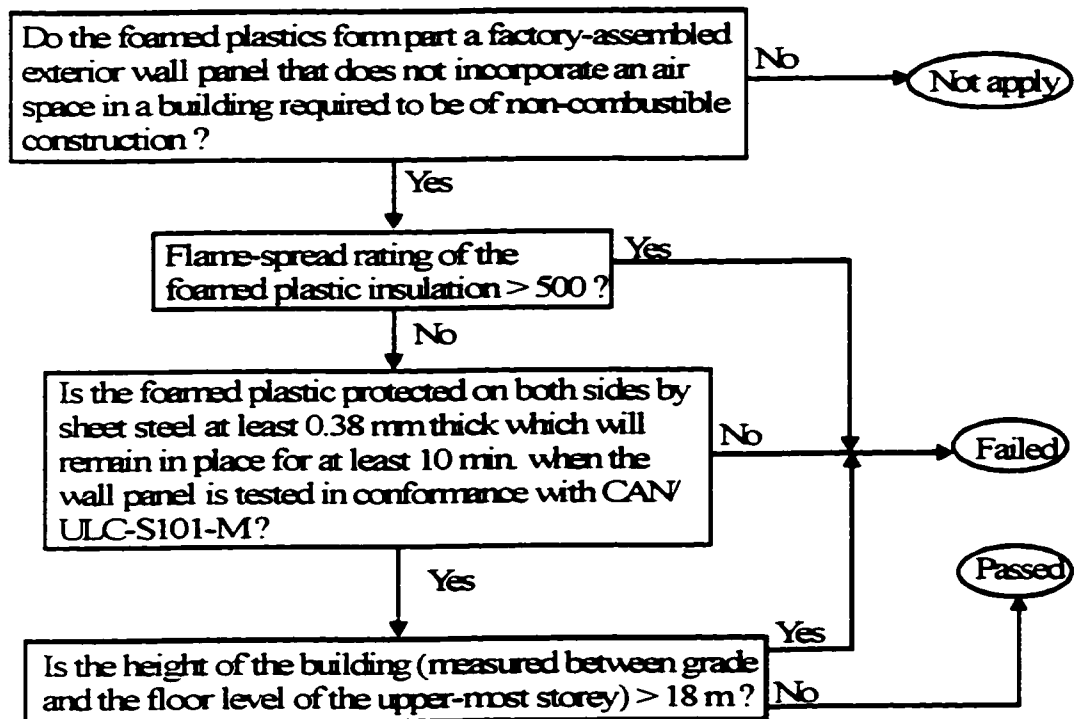 Do the foamed plastics form part a factory-assembled
exterior wall panel that does not incorporate an air
space in a building required to be of non-combustible
construction ?
No
Not apply
Yes
Flame-spread rating of the
foamed plastic insulation > 500 ?
Yes
No
Is the foamed plastic protected on both sides by
sheet steel at least 0.38 mm thick which will
remain in place for at least 10 min. when the
wall panel is tested in conformance with CAN/
ULC-S101-M?
No
Failed
Yes
Passed
Is the height of the building (measured between grade
and the floor level of the upper-most storey) > 18 m ?
Yes
No